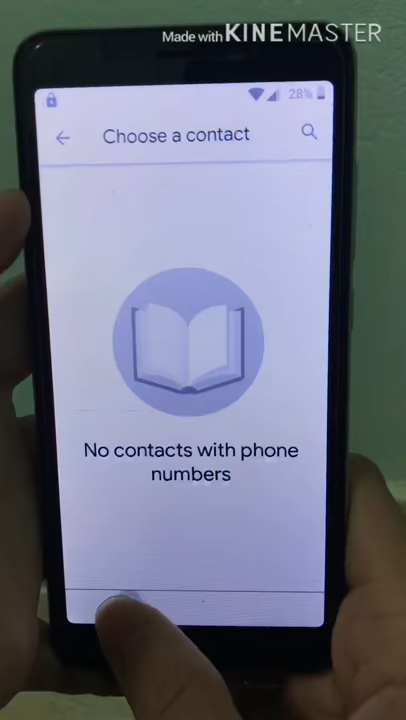 Made with KINEMASTER
28%
Choose a contact
No contacts with phone
numbers